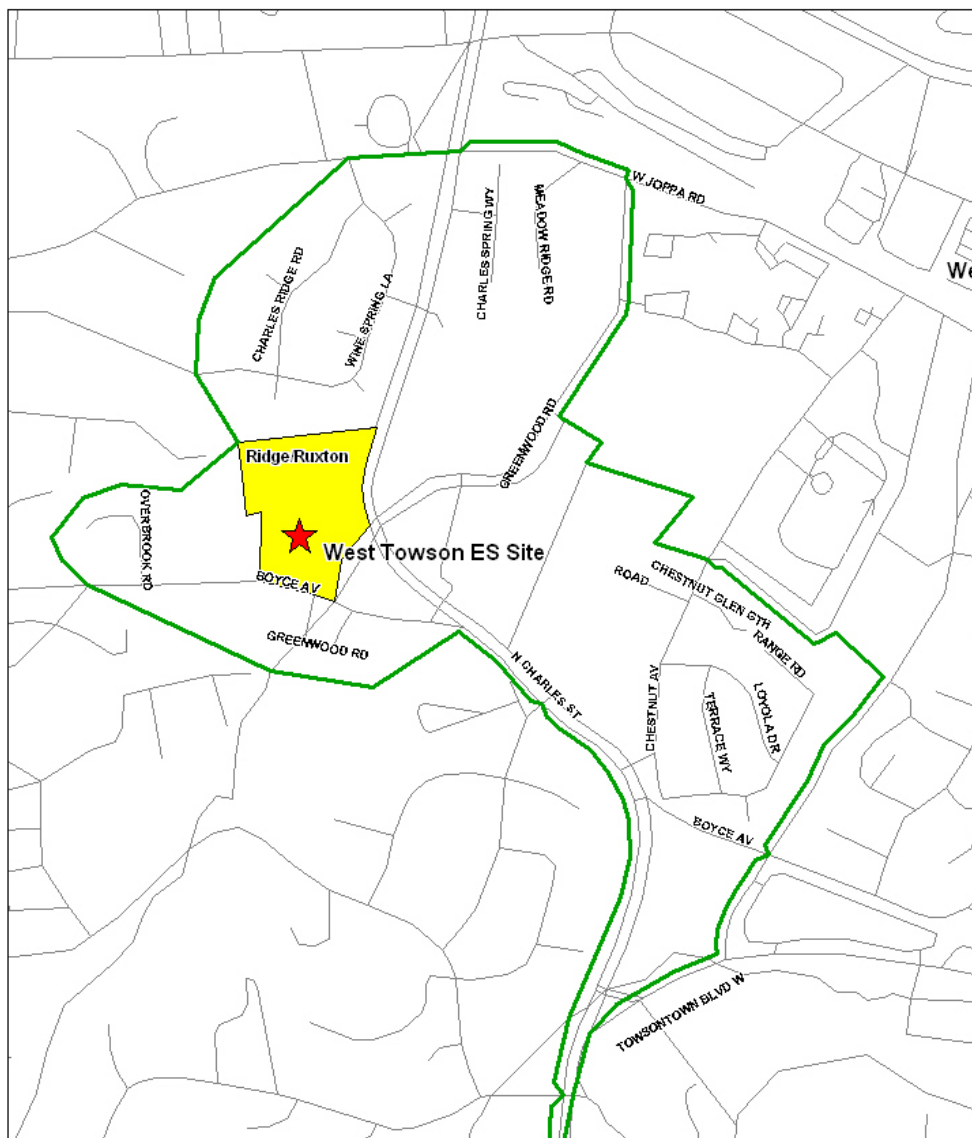 W JOPPA RD
MEADOW RIDGE RD
CHARLES SPRING WY
CHARLES RIDGE RD
WINE SPRING LA
We
GREENWOOD RD
Ridge/Ruxton
OVERBROOK RD
West Towson ES Site
BOYCE AV
GREENWOOD RD
CHESTNUT GLEN GTH
ROAD
RANGE RD
N CHARLES ST
CHESTNUT AV
TERRACE WY
LOYOLA DR
BOYCE AV
TOWSONTOWN BLVD W